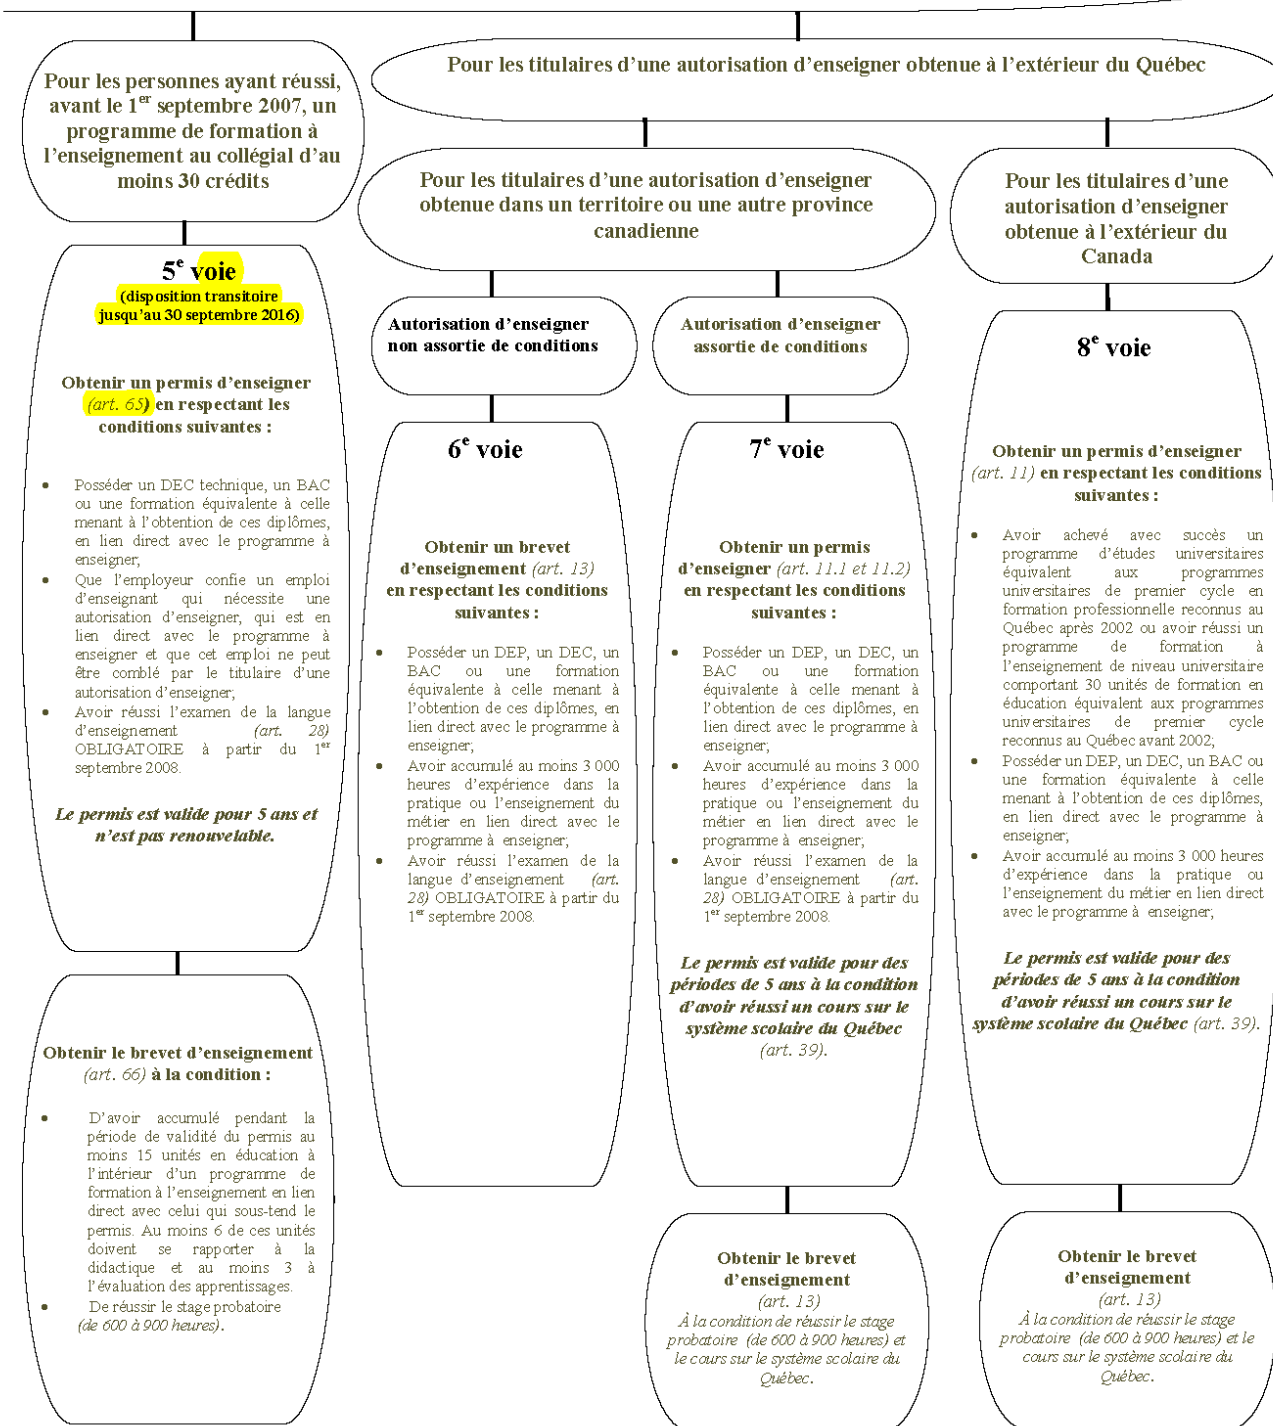 Pour les personnes ayant réussi,
avant le 1er septembre 2007, un
programme de formation à
l’enseignement au collégial d’au
moins 30 crédits
5e voie
(disposition transitoire
jusqu’au 30 septembre 2016)
Obtenir un permis d’enseigner
(art. 65) en respectant les
conditions suivantes :
• Posséder un DEC technique, un BAC
ou une formation équivalente à celle
menant à l’obtention de ces diplômes,
en lien direct avec le programme à
enseigner;
• Que l’employeur confie un emploi
d’enseignant qui nécessite une
autorisation d’enseigner, qui est en
lien direct avec le programme à
enseigner et que cet emploi ne peut
être comblé par le titulaire d’une
autorisation d’enseigner;
• Avoir réussi l’examen de la langue
d’enseignement (art. 28)
OBLIGATOIRE à partir du 1er
septembre 2008.
Le permis est valide pour 5 ans et
n’est pas renouvelable.
Obtenir le brevet d’enseignement
(art. 66) à la condition :
• D’avoir accumulé pendant la
période de validité du permis au
moins 15 unités en éducation à
l’intérieur d’un programme de
formation à l’enseignement en lien
direct avec celui qui sous-tend le
permis. Au moins 6 de ces unités
doivent se rapporter à la
didactique et au moins 3 à
l’évaluation des apprentissages.
• De réussir le stage probatoire
(de 600 à 900 heures).
Pour les titulaires d’une autorisation d’enseigner obtenue à l’extérieur du Québec
Pour les titulaires d’une autorisation d’enseigner
obtenue dans un territoire ou une autre province
canadienne
Autorisation d’enseigner
non assortie de conditions
6e voie
Obtenir un brevet
d’enseignement (art. 13)
en respectant les conditions
suivantes :
• Posséder un DEP, un DEC, un
BAC ou une formation
équivalente à celle menant à
l’obtention de ces diplômes, en
lien direct avec le programme à
enseigner;
• Avoir accumulé au moins 3 000
heures d’expérience dans la
pratique ou l’enseignement du
métier en lien direct avec le
programme à enseigner;
• Avoir réussi l’examen de la
langue d’enseignement (art.
28) OBLIGATOIRE à partir du
1er septembre 2008.
Autorisation d’enseigner
assortie de conditions
7e voie
Obtenir un permis
d’enseigner (art. 11.1 et 11.2)
en respectant les conditions
suivantes :
• Posséder un DEP, un DEC, un
BAC ou une formation
équivalente à celle menant à
l’obtention de ces diplômes, en
lien direct avec le programme à
enseigner;
• Avoir accumulé au moins 3 000
heures d’expérience dans la
pratique ou l’enseignement du
métier en lien direct avec le
programme à enseigner;
• Avoir réussi l’examen de la
langue d’enseignement (art.
28) OBLIGATOIRE à partir du
1er septembre 2008.
Le permis est valide pour des
périodes de 5 ans à la condition
d’avoir réussi un cours sur le
système scolaire du Québec
(art. 39).
Obtenir le brevet
d’enseignement
(art. 13)
À la condition de réussir le stage
probatoire (de 600 à 900 heures) et
le cours sur le système scolaire du
Québec.
Pour les titulaires d’une
autorisation d’enseigner
obtenue à l’extérieur du
Canada
8e voie
Obtenir un permis d’enseigner
(art. 11) en respectant les conditions
suivantes :
• Avoir achevé avec succès un
programme d’études universitaires
équivalent aux programmes
universitaires de premier cycle en
formation professionnelle reconnus au
Québec après 2002 ou avoir réussi un
programme de formation à
l’enseignement de niveau universitaire
comportant 30 unités de formation en
éducation équivalent aux programmes
universitaires de premier cycle
reconnus au Québec avant 2002;
• Posséder un DEP, un DEC, un BAC ou
une formation équivalente à celle
menant à l’obtention de ces diplômes,
en lien direct avec le programme à
enseigner;
• Avoir accumulé au moins 3 000 heures
d’expérience dans la pratique ou
l’enseignement du métier en lien direct
avec le programme à enseigner;
Le permis est valide pour des
périodes de 5 ans à la condition
d’avoir réussi un cours sur le
système scolaire du Québec (art. 39).
Obtenir le brevet
d’enseignement
(art. 13)
À la condition de réussir le stage
probatoire (de 600 à 900 heures) et le
cours sur le système scolaire du
Québec.